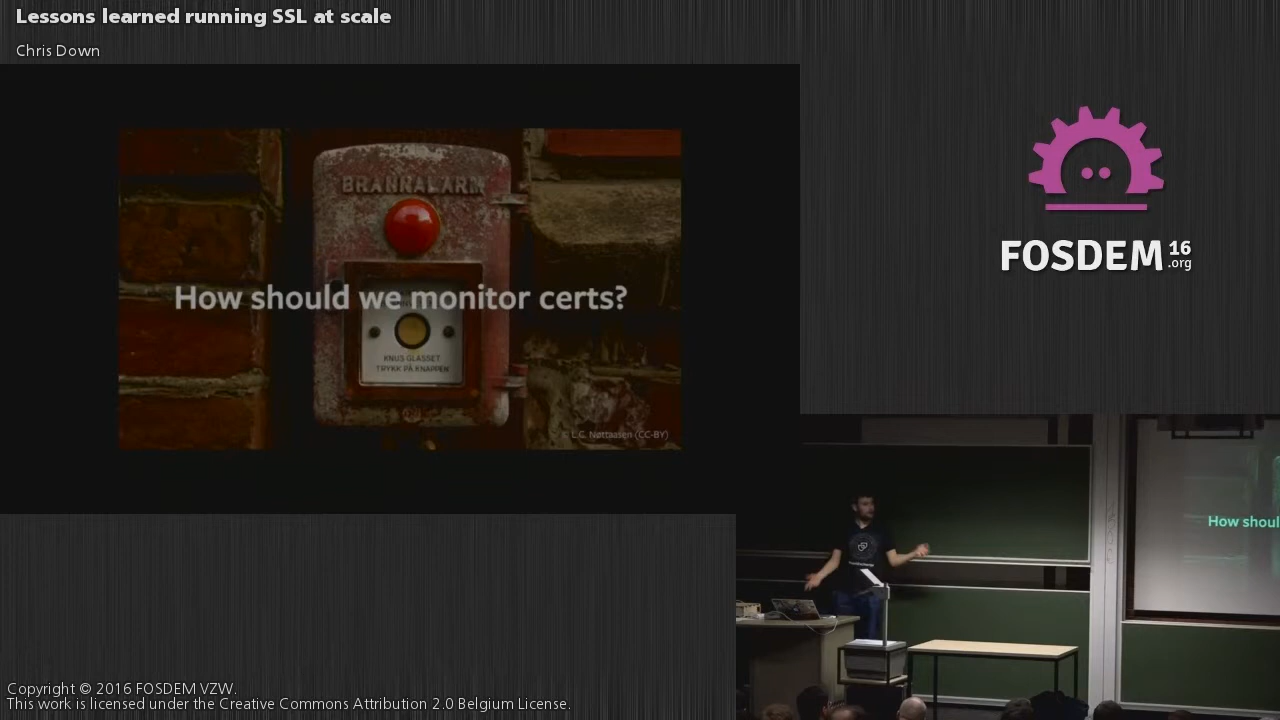 Lessons learned running SSL at scale
Chris Down
BRANNALARM
How should we monitor certs?
KNUS GLASSET
TRYKK PÅ KNAPPEN
© L.C. Nøttaasen (CC-BY)
FOSDEM 16
.org
How shoul
Copyright © 2016 FOSDEM VZW.
This work is licensed under the Creative Commons Attribution 2.0 Belgium License.